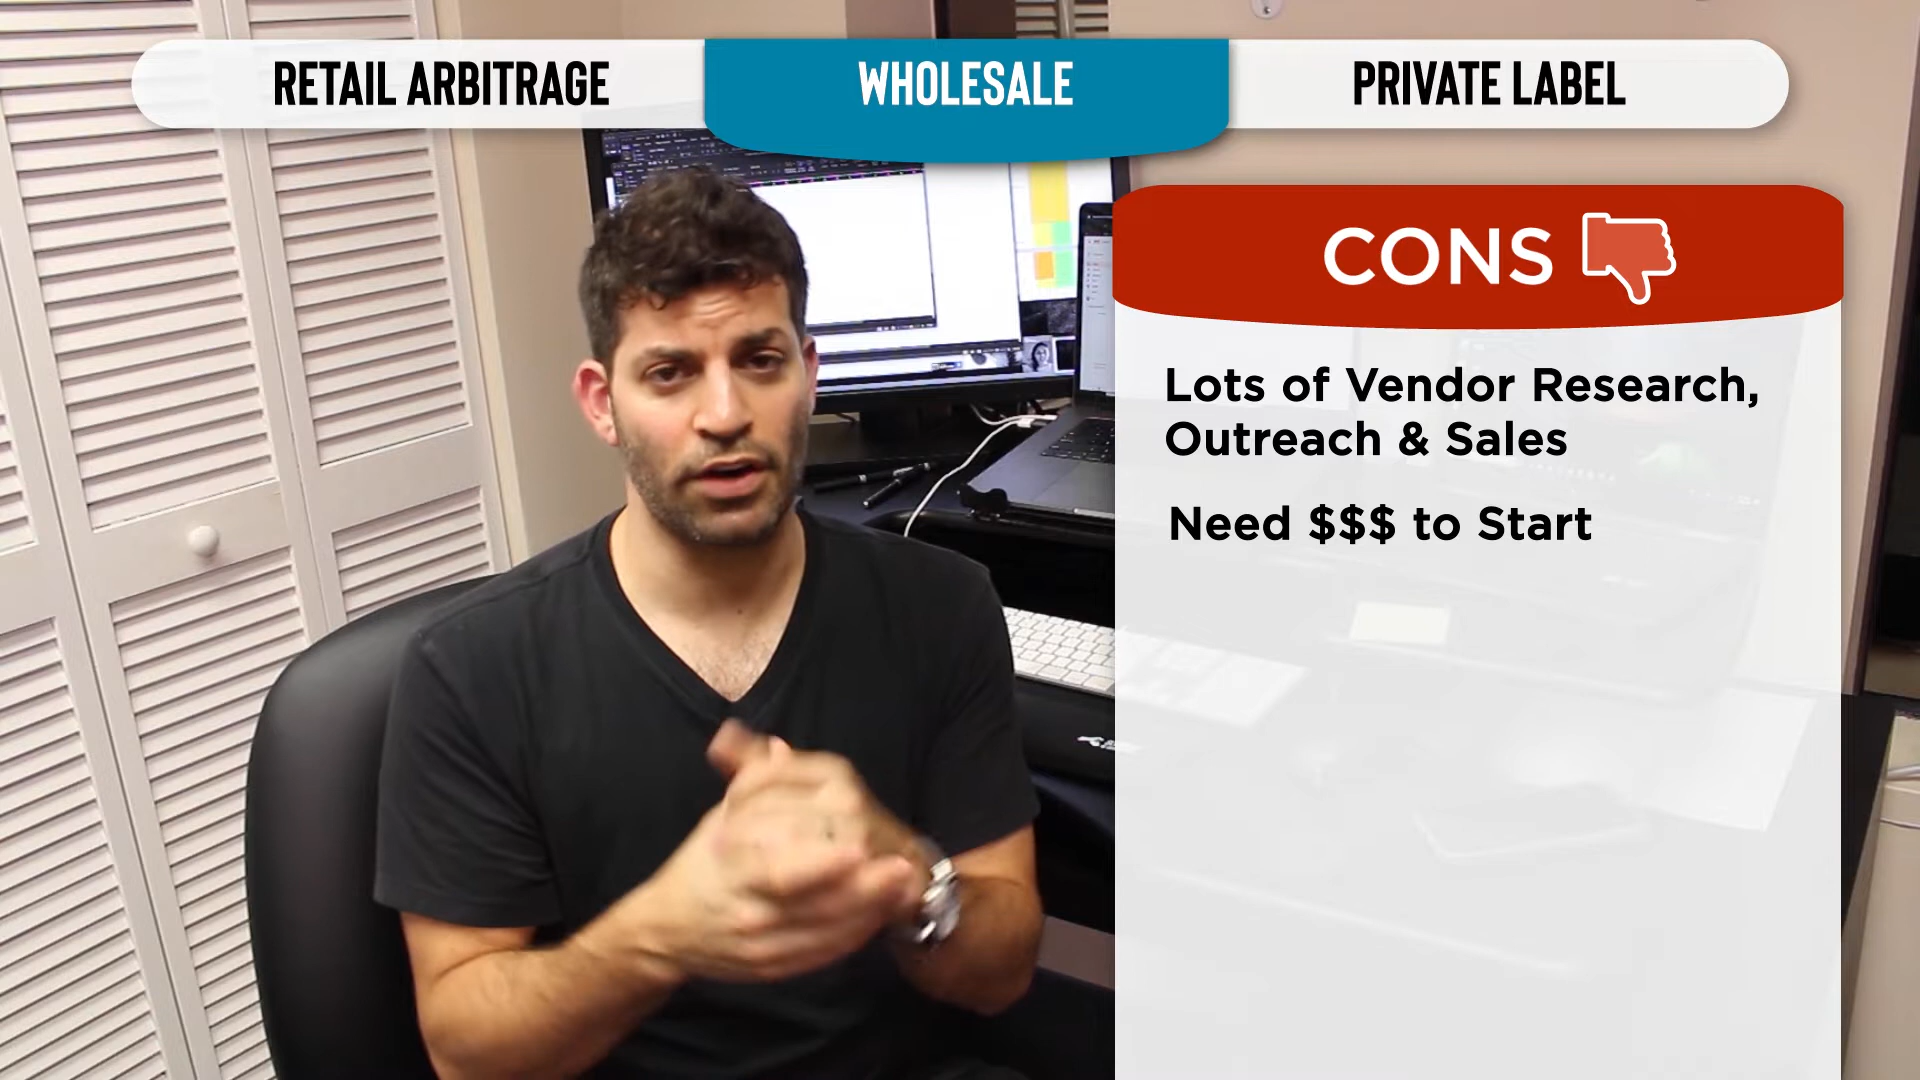 RETAIL ARBITRAGE
WHOLESALE
PRIVATE LABEL
CONS
Lots of Vendor Research,
Outreach & Sales
Need $$$ to Start